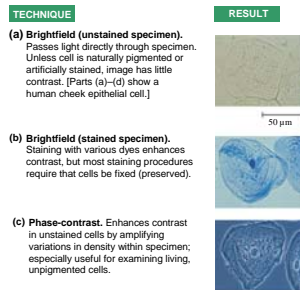 TECHNIQUE
RESULT
(a) Brightfield (unstained specimen).
Passes light directly through specimen.
Unless cell is naturally pigmented or
artificially stained, image has little
contrast. [Parts (a)–(d) show a
human cheek epithelial cell.]
50 µm
(b) Brightfield (stained specimen).
Staining with various dyes enhances
contrast, but most staining procedures
require that cells be fixed (preserved).
(c) Phase-contrast. Enhances contrast
in unstained cells by amplifying
variations in density within specimen;
especially useful for examining living,
unpigmented cells.